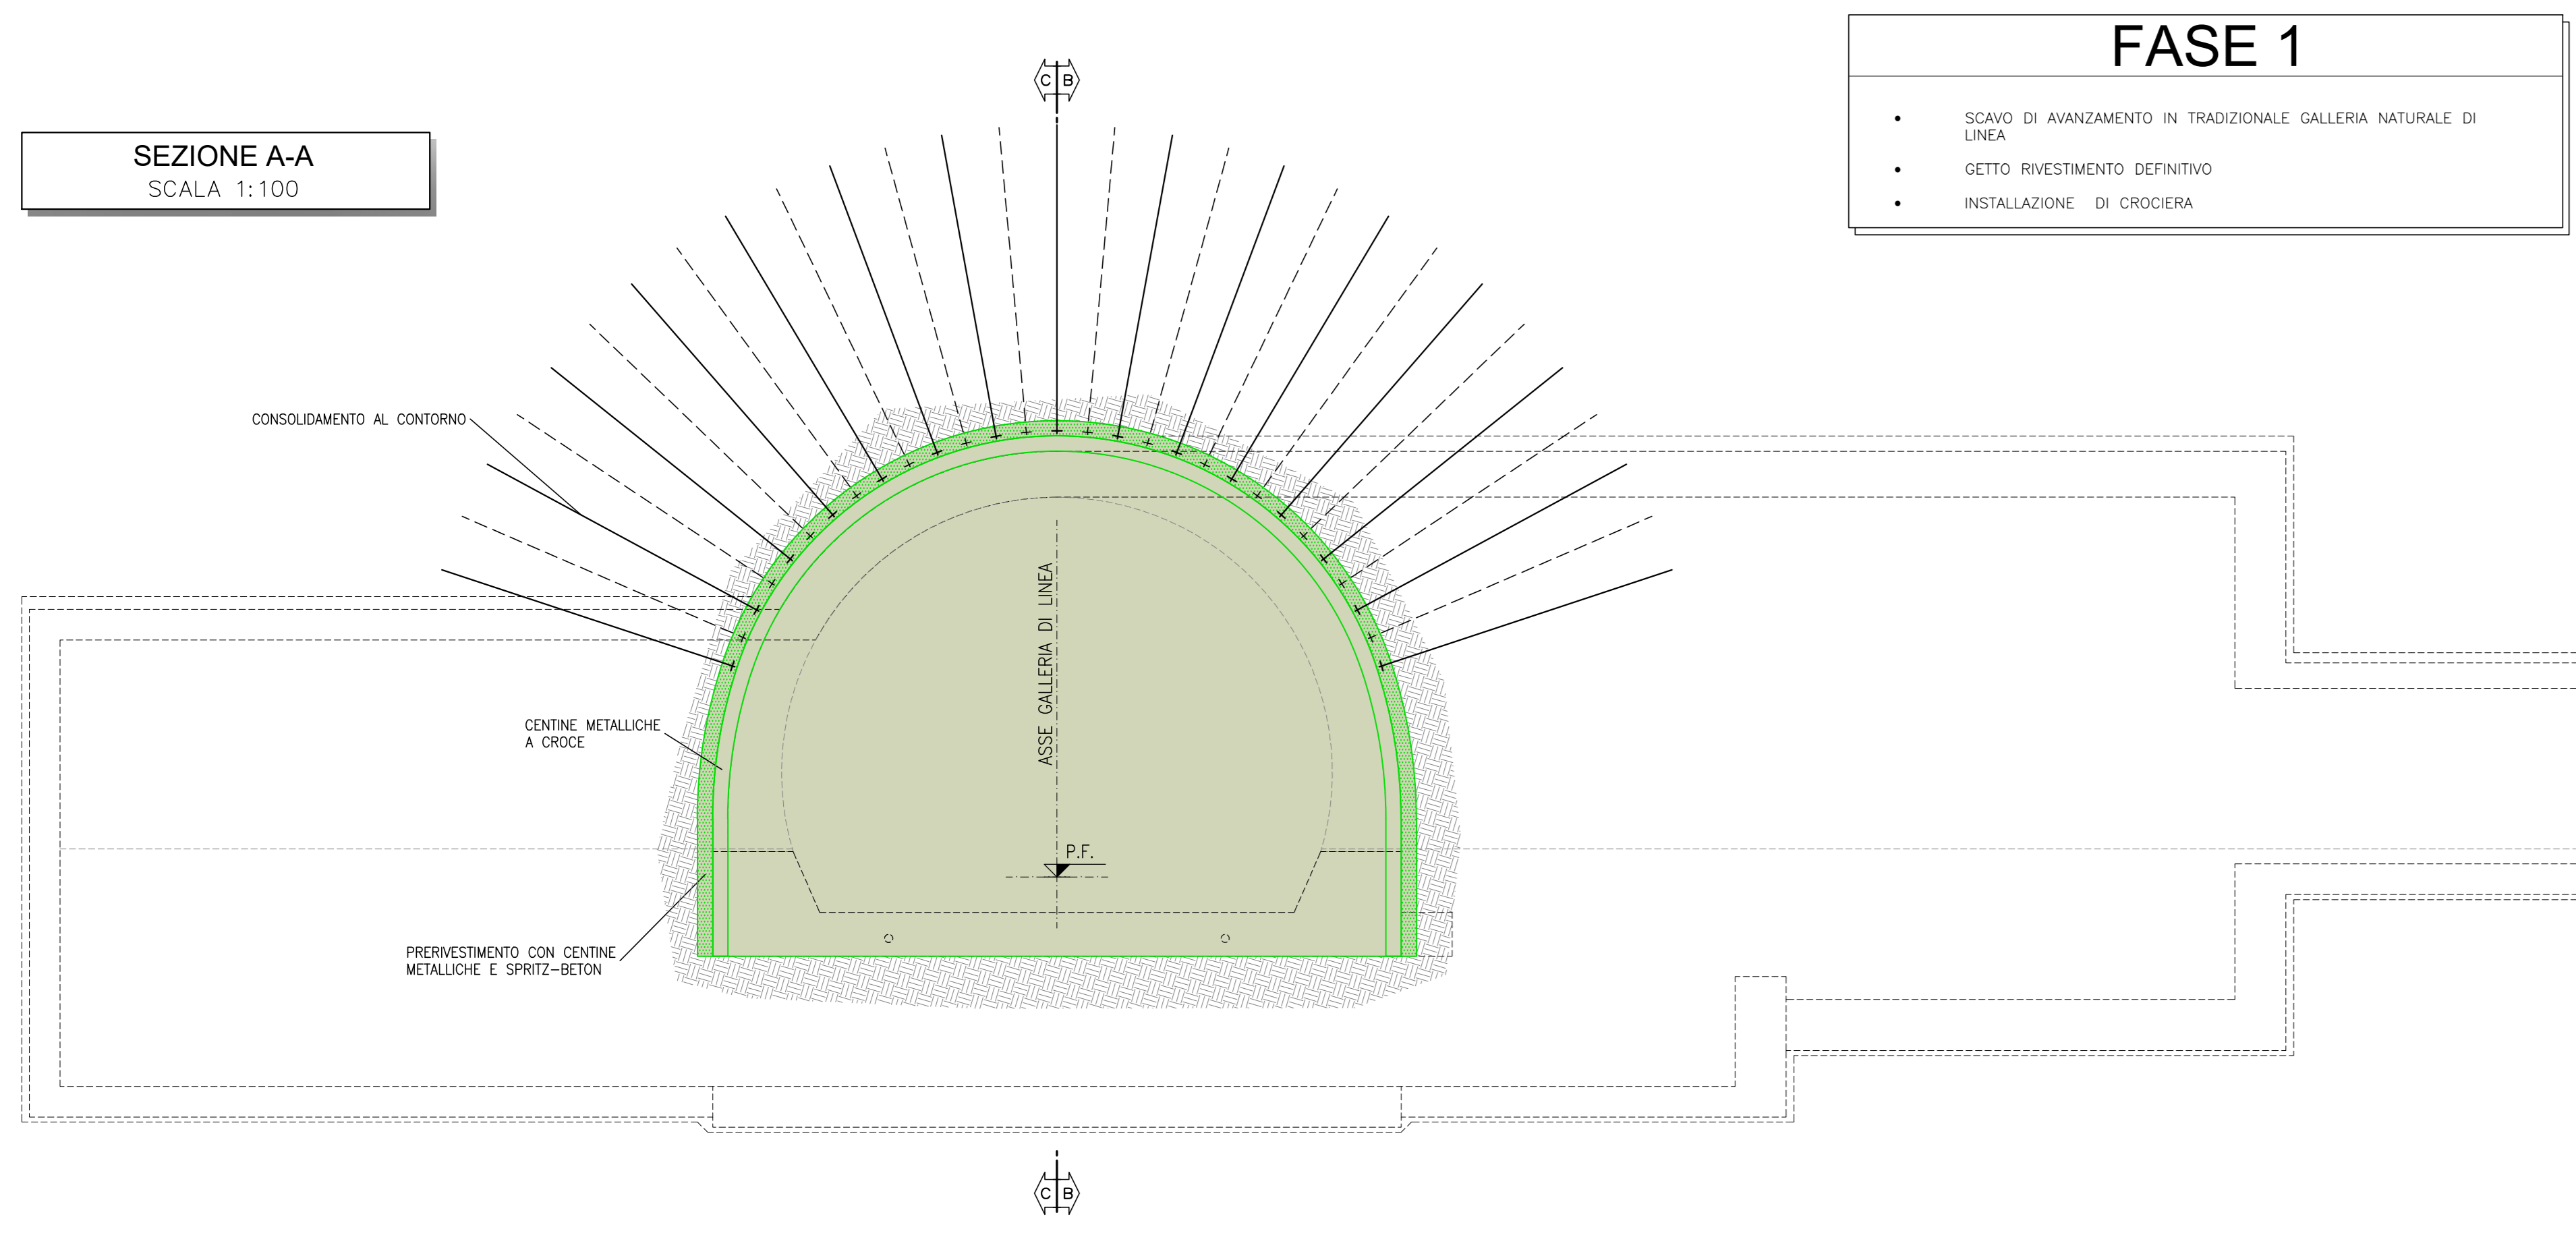 C B
FASE 1
• SCAVO DI AVANZAMENTO IN TRADIZIONALE GALLERIA NATURALE DI
LINEA
• GETTO RIVESTIMENTO DEFINITIVO
• INSTALLAZIONE DI CROCIERA
SEZIONE A-A
SCALA 1:100
CONSOLIDAMENTO AL CONTORNO
CENTINE METALLICHE
A CROCE
ASSE GALLERIA DI LINEA
P.F.
PRERIVESTIMENTO CON CENTINE
METALLICHE E SPRITZ-BETON
C B